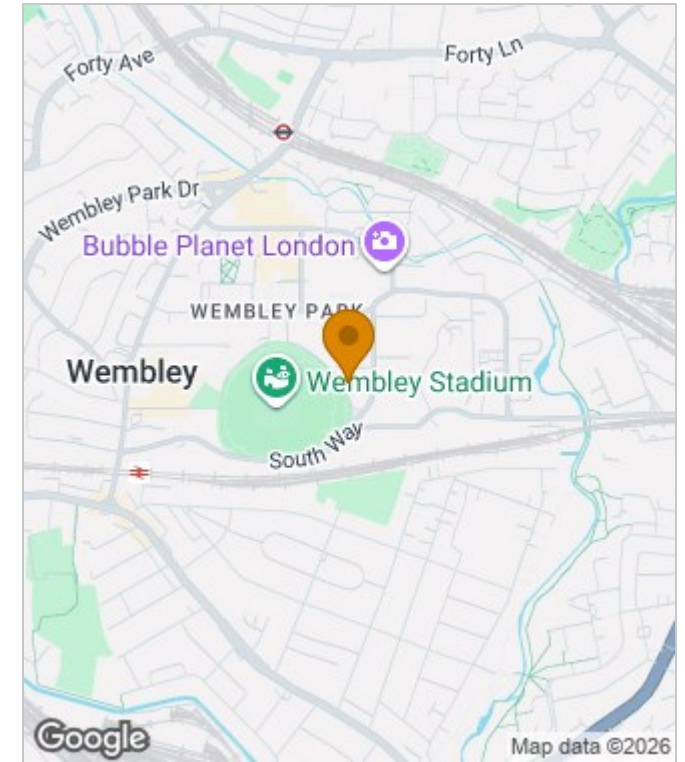 Forty Ave
Forty Ln
Wembley Park Dr
Bubble Planet London
WEMBLEY PARK
Wembley
Wembley Stadium
South Way
Google
Map data ©2026